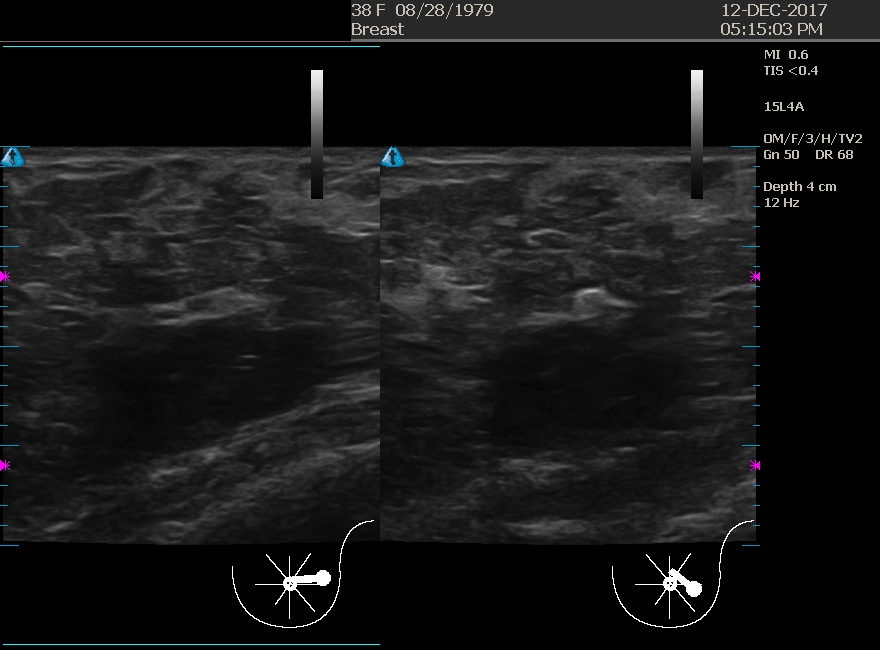 38 F 08/28/1979
12-DEC-2017
Breast
05:15:03 PM
MI 0.6
TIS <0.4
15L4A
OM/F/3/H/TV2
Gn 50 DR 68
Depth 4 cm
12 Hz